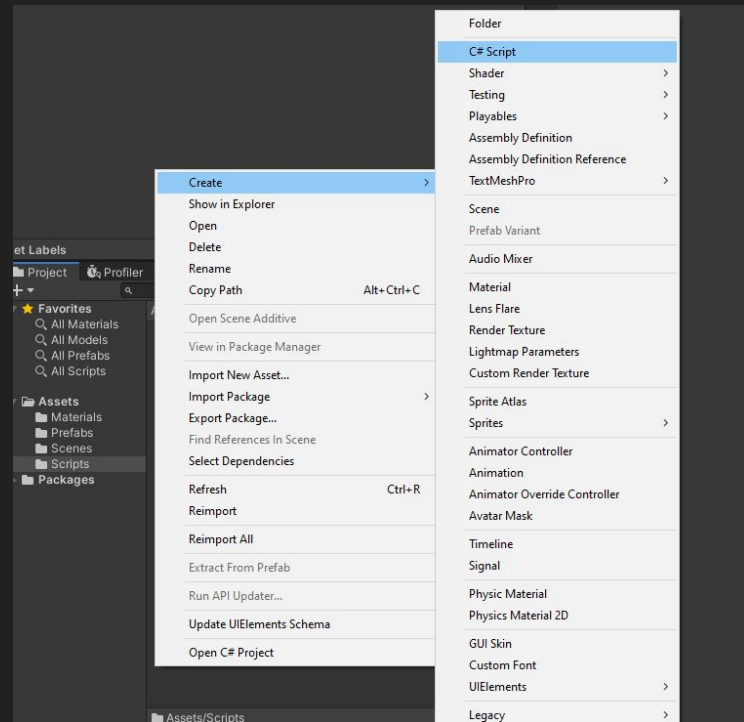 et Labels
Project
Profiler
Favorites
All Materials
All Models
All Prefabs
All Scripts
Assets
Materials
Prefabs
Scenes
Scripts
Packages
Assets/Scripts
Create
Show in Explorer
Open
Delete
Rename
Copy Path Alt+Ctrl+C
Open Scene Additive
View in Package Manager
Import New Asset...
Import Package
Export Package...
Find References In Scene
Select Dependencies
Refresh Ctrl+R
Reimport
Reimport All
Extract From Prefab
Run API Updater...
Update UIElements Schema
Open C# Project
Folder
C# Script
Shader
Testing
Playables
Assembly Definition
Assembly Definition Reference
TextMeshPro
Scene
Prefab Variant
Audio Mixer
Material
Lens Flare
Render Texture
Lightmap Parameters
Custom Render Texture
Sprite Atlas
Sprites
Animator Controller
Animation
Animator Override Controller
Avatar Mask
Timeline
Signal
Physic Material
Physics Material 2D
GUI Skin
Custom Font
UIElements
Legacy